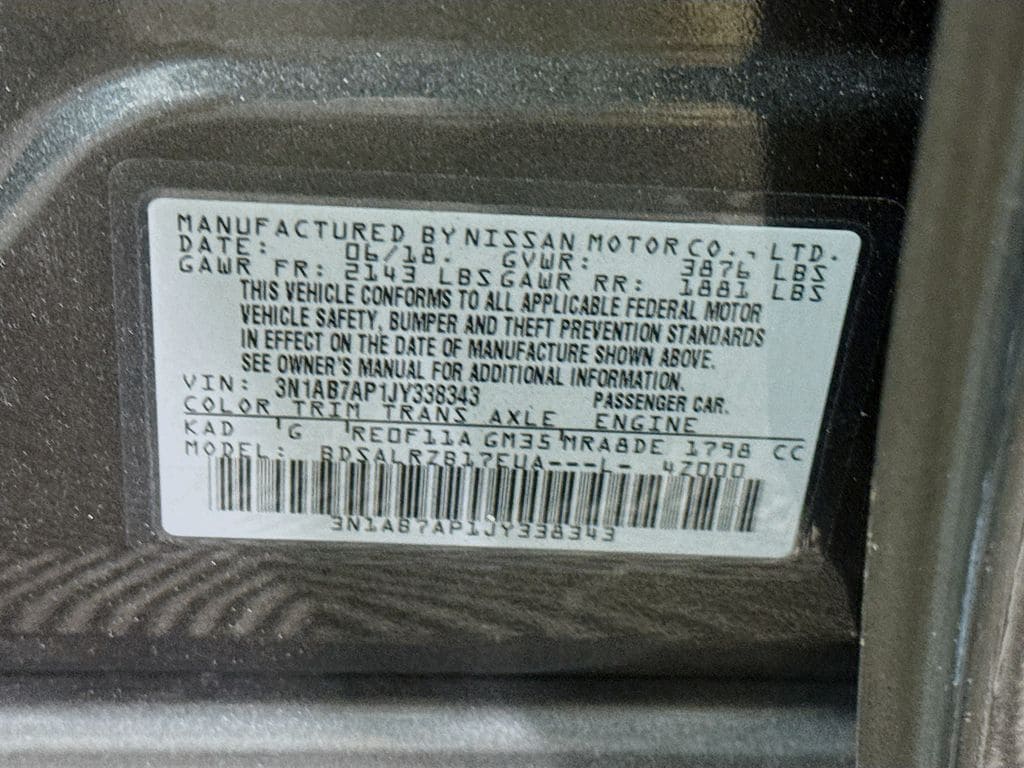 MANUFACTURED BY NISSAN MOTOR CO., LTD.
DATE: 06/18. GVWR: 3876 LBS
GAWR FR: 2143 LBS GAWR RR: 1881 LBS
THIS VEHICLE CONFORMS TO ALL APPLICABLE FEDERAL MOTOR
VEHICLE SAFETY, BUMPER AND THEFT PREVENTION STANDARDS
IN EFFECT ON THE DATE OF MANUFACTURE SHOWN ABOVE.
SEE OWNER'S MANUAL FOR ADDITIONAL INFORMATION.
VIN: 3N1AB7AP1JY338343 PASSENGER CAR.
COLOR TRIM TRANS AXLE ENGINE
KAD G RE0F11A GM35 MRA8DE 1798 CC
MODEL: BDSALRZB17EUA---L- 4Z000
3N1AB7AP1JY338343